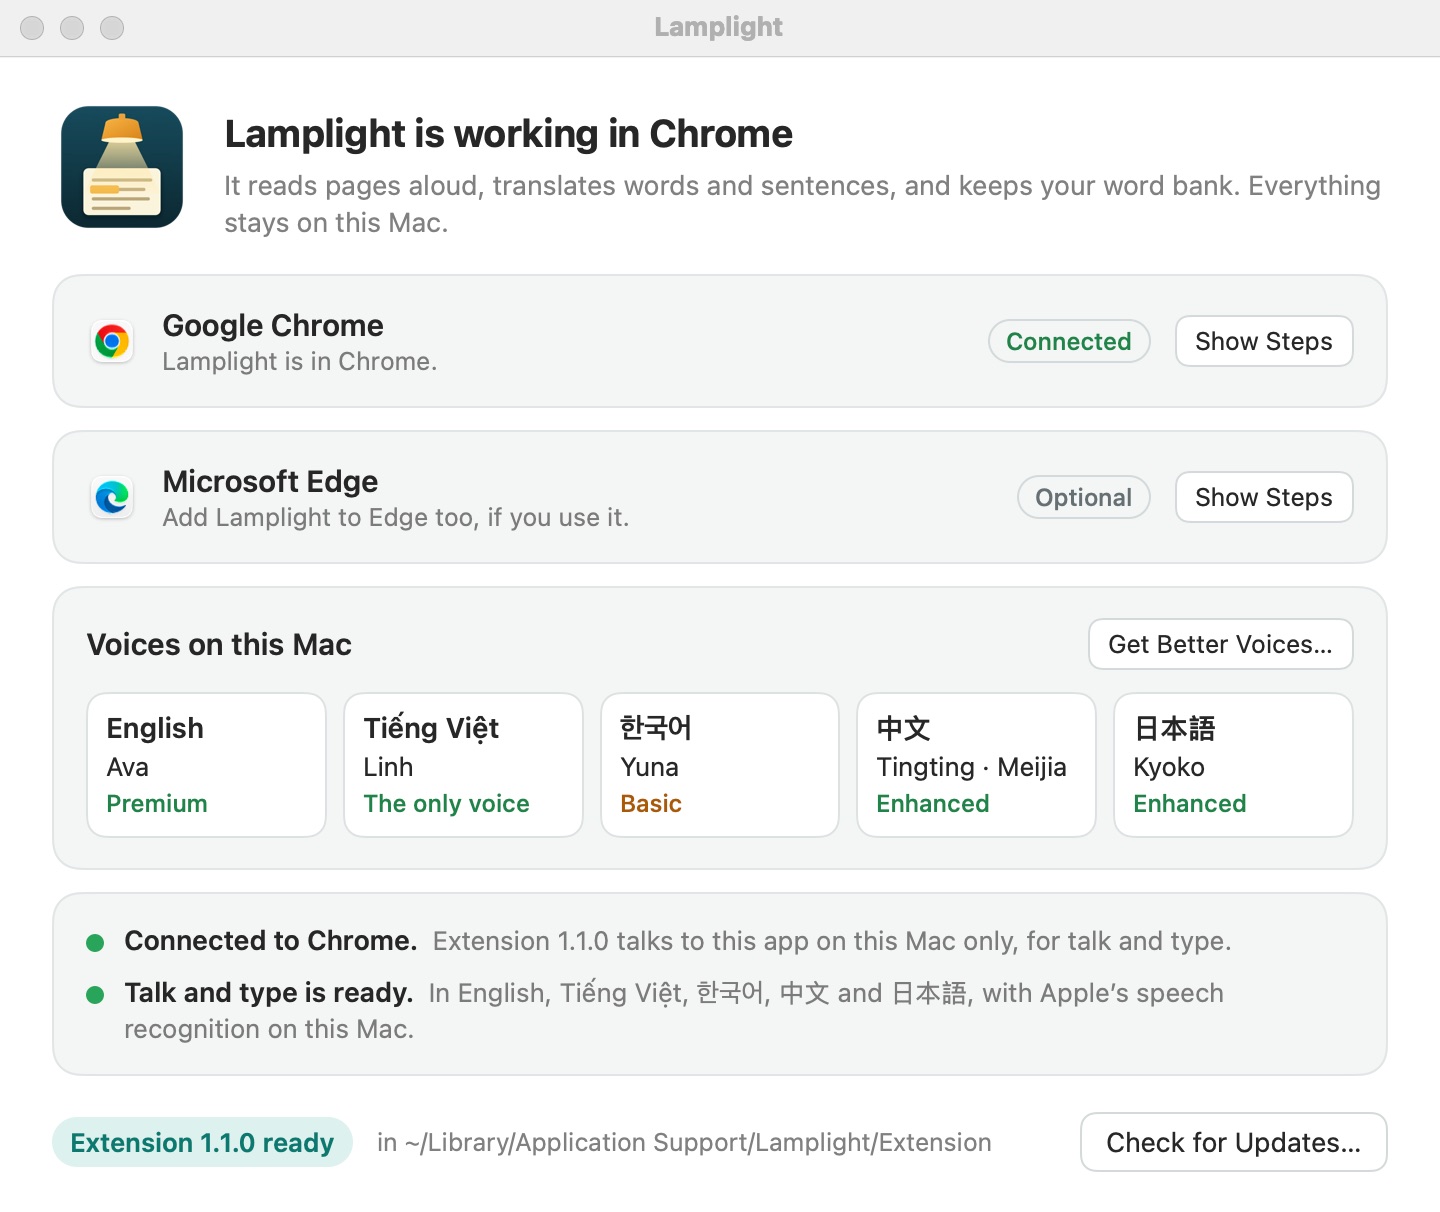 Lamplight
Lamplight is working in Chrome
It reads pages aloud, translates words and sentences, and keeps your word bank. Everything
stays on this Mac.
Google Chrome
Lamplight is in Chrome.
Connected
Show Steps
Microsoft Edge
Add Lamplight to Edge too, if you use it.
Optional
Show Steps
Voices on this Mac
Get Better Voices...
English
Ava
Premium
Tiếng Việt
Linh
The only voice
한국어
Yuna
Basic
中文
Tingting · Meijia
Enhanced
日本語
Kyoko
Enhanced
Connected to Chrome. Extension 1.1.0 talks to this app on this Mac only, for talk and type.
Talk and type is ready. In English, Tiếng Việt, 한국어, 中文 and 日本語, with Apple’s speech
recognition on this Mac.
Extension 1.1.0 ready
in ~/Library/Application Support/Lamplight/Extension
Check for Updates...